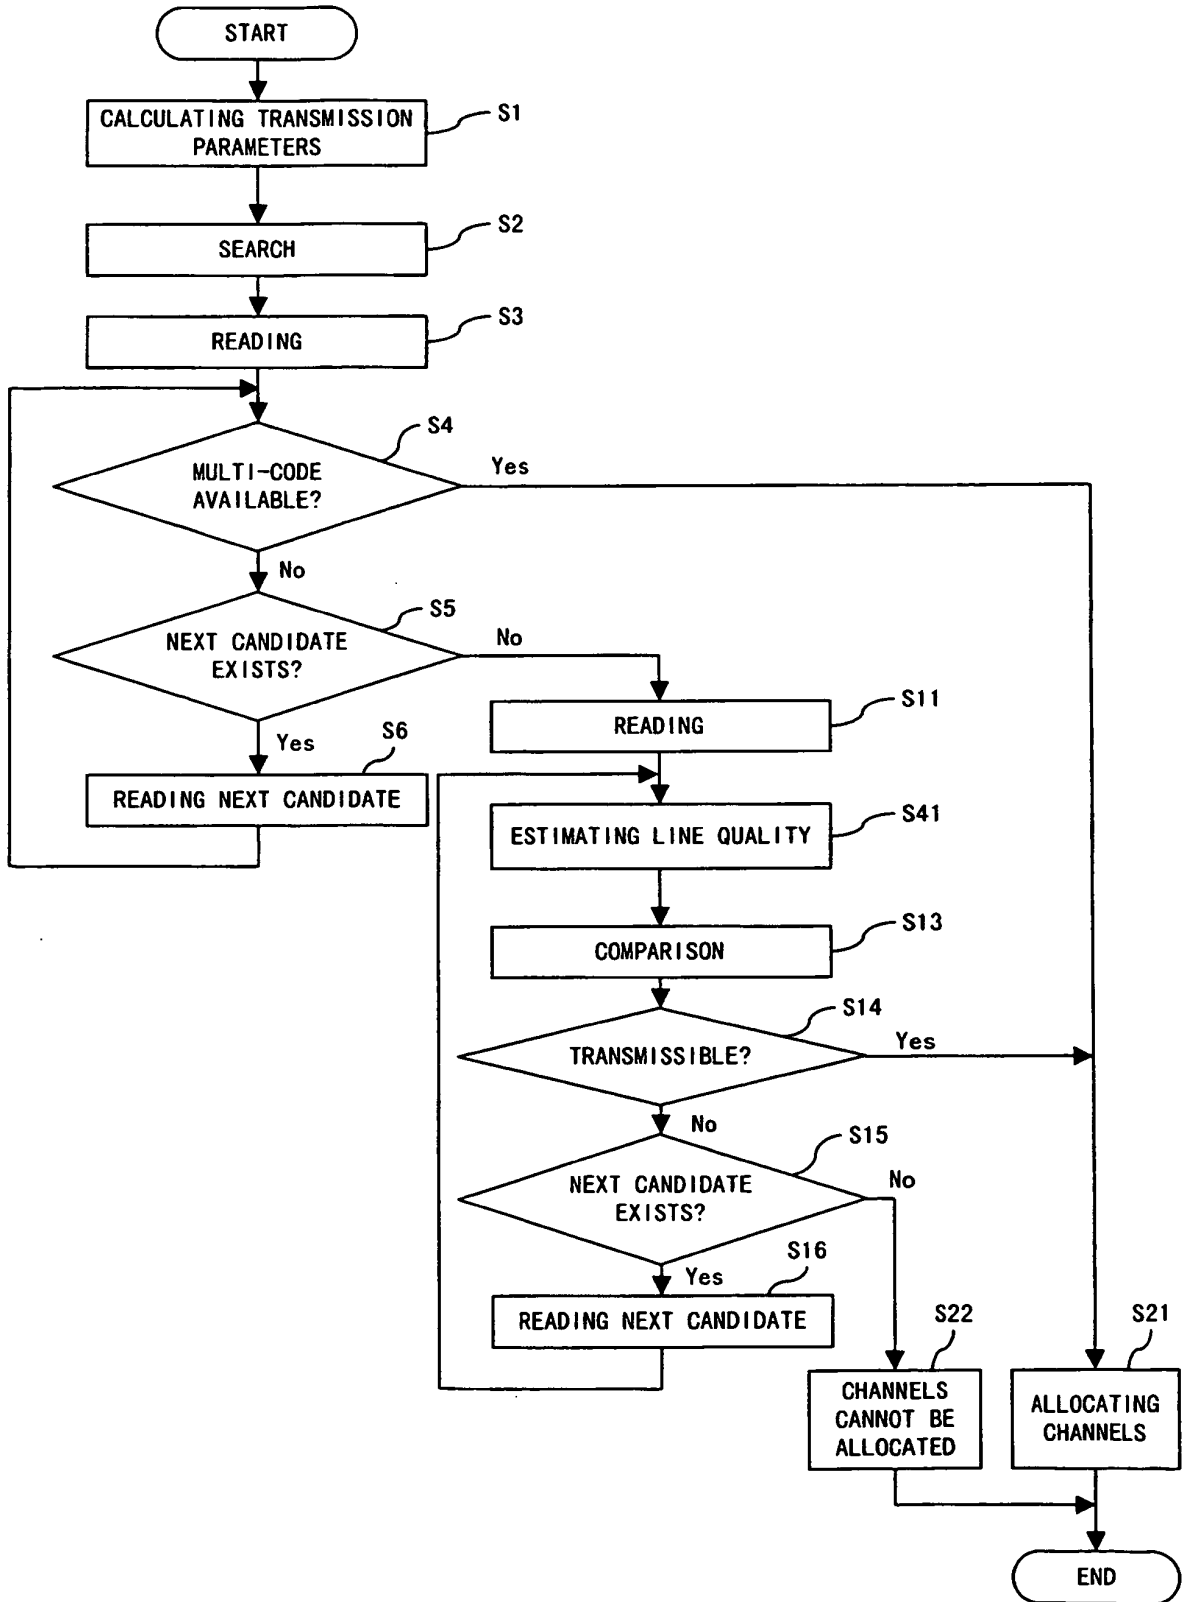 START
CALCULATING TRANSMISSION
PARAMETERS
S1
SEARCH
S2
READING
S3
MULTI-CODE
AVAILABLE?
S4
Yes
No
NEXT CANDIDATE
EXISTS?
S5
No
Yes
READING NEXT CANDIDATE
S6
READING
S11
ESTIMATING LINE QUALITY
S41
COMPARISON
S13
TRANSMISSIBLE?
S14
Yes
No
NEXT CANDIDATE
EXISTS?
S15
No
Yes
READING NEXT CANDIDATE
S16
CHANNELS
CANNOT BE
ALLOCATED
S22
ALLOCATING
CHANNELS
S21
END